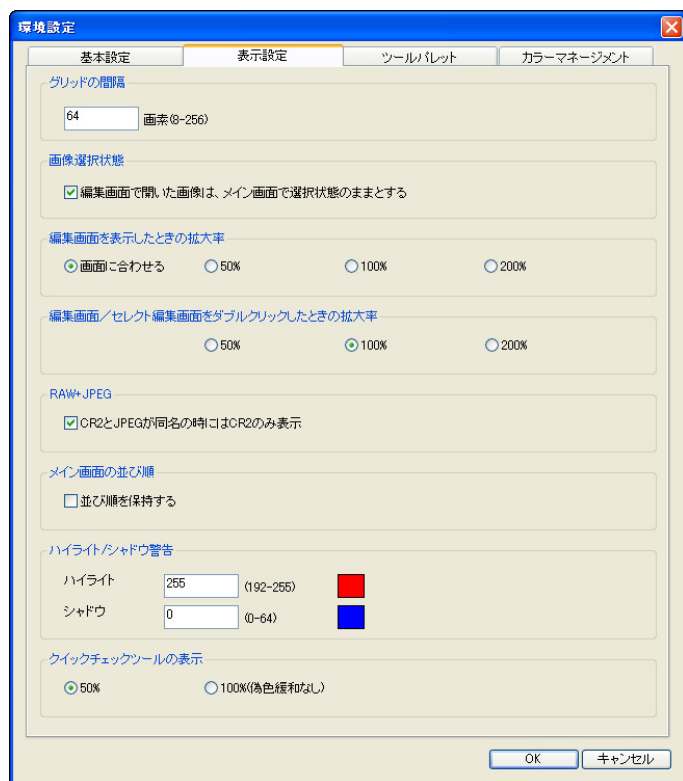 環境設定
基本設定 表示設定 ツールパレット カラーマネージメント
グリッドの間隔
64 画素(8-256)
画像選択状態
編集画面で開いた画像は、メイン画面で選択状態のままとする
編集画面を表示したときの拡大率
画面に合わせる 50% 100% 200%
編集画面／セレクト編集画面をダブルクリックしたときの拡大率
50% 100% 200%
RAW+JPEG
CR2とJPEGが同名の時にはCR2のみ表示
メイン画面の並び順
並び順を保持する
ハイライト/シャドウ警告
ハイライト 255 (192-255)
シャドウ 0 (0-64)
クイックチェックツールの表示
50% 100%(偽色緩和なし)
OK キャンセル